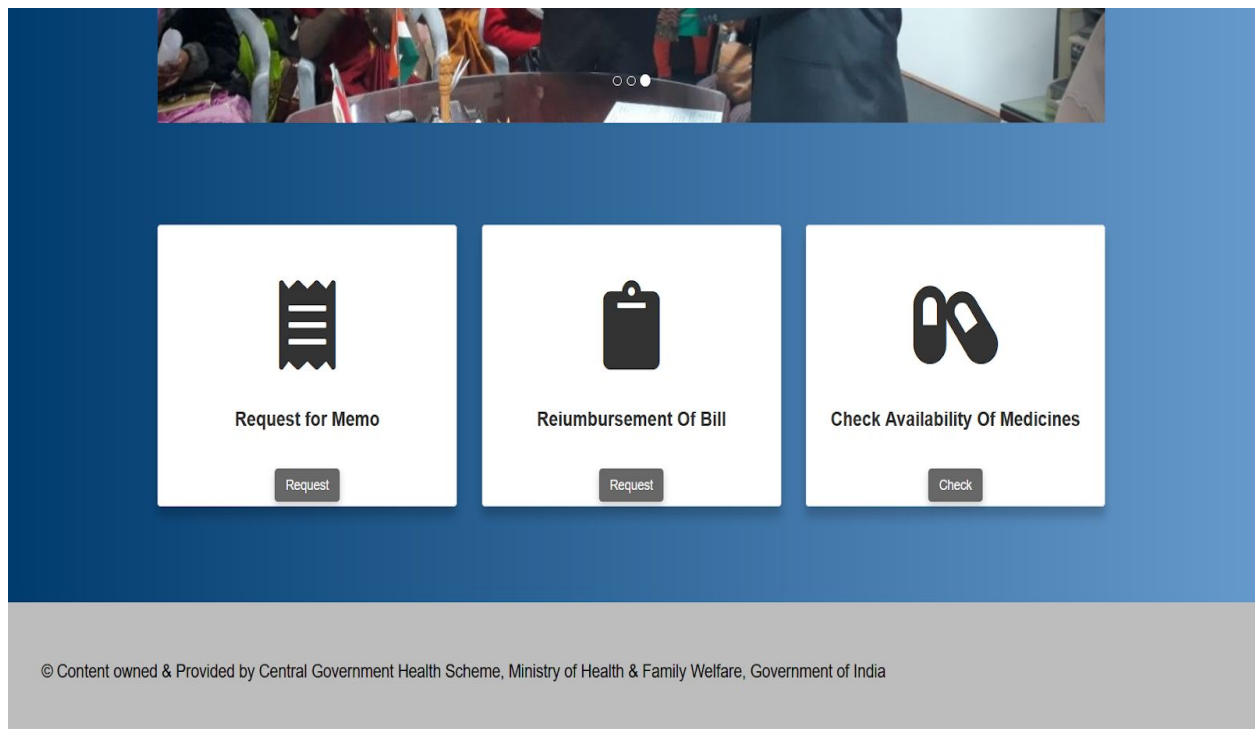 Request for Memo
Reiumbursement Of Bill
Check Availability Of Medicines
Request
Request
Check
© Content owned & Provided by Central Government Health Scheme, Ministry of Health & Family Welfare, Government of India